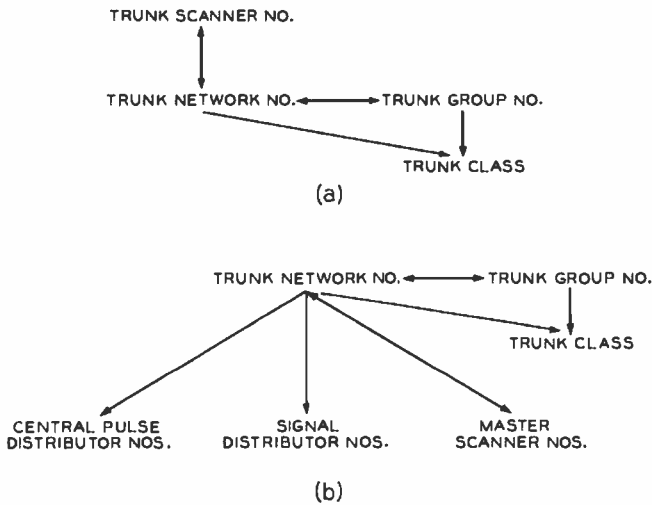 TRUNK SCANNER NO.
TRUNK NETWORK NO. TRUNK GROUP NO.
TRUNK CLASS
(a)
TRUNK NETWORK NO. TRUNK GROUP NO.
TRUNK CLASS
CENTRAL PULSE DISTRIBUTOR NOS.
SIGNAL DISTRIBUTOR NOS.
MASTER SCANNER NOS.
(b)